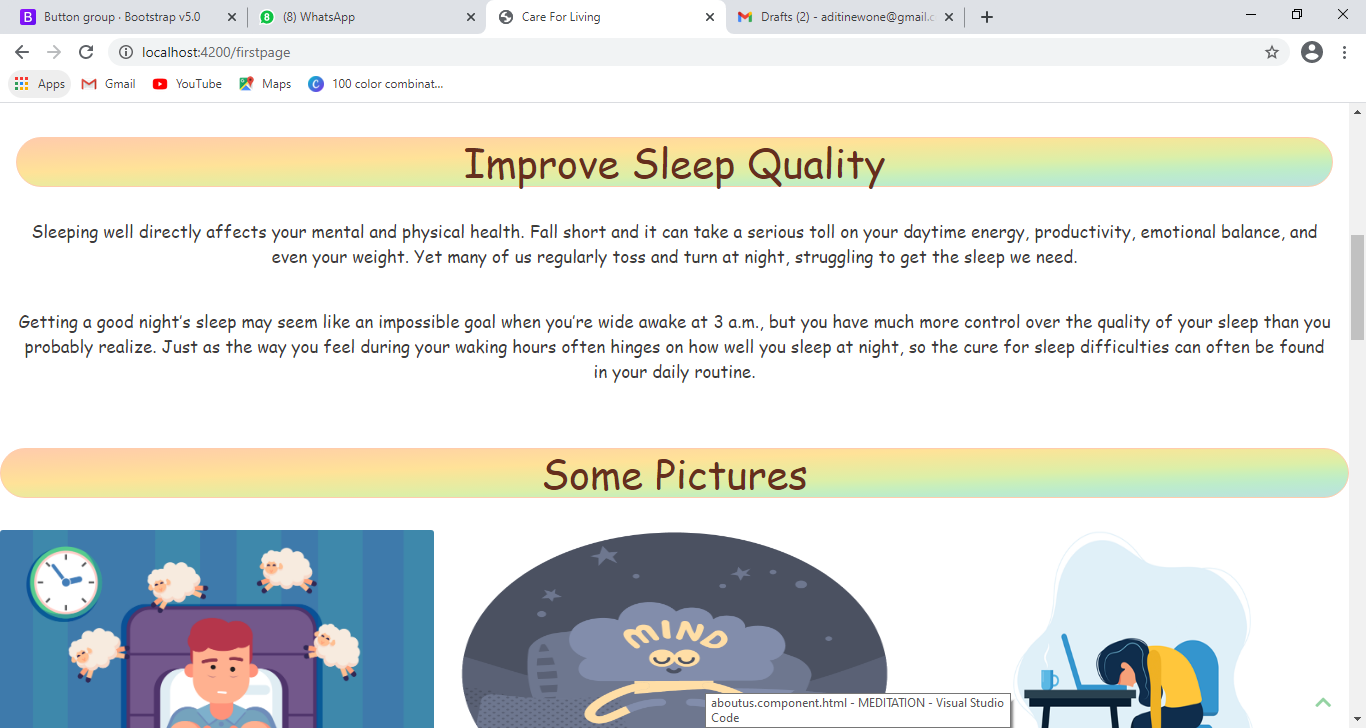 Button group · Bootstrap v5.0
(8) WhatsApp
Care For Living
Drafts (2) - aditinewone@gmail.c
localhost:4200/firstpage
Apps
Gmail
YouTube
Maps
100 color combinat...
Improve Sleep Quality
Sleeping well directly affects your mental and physical health. Fall short and it can take a serious toll on your daytime energy, productivity, emotional balance, and
even your weight. Yet many of us regularly toss and turn at night, struggling to get the sleep we need.
Getting a good night's sleep may seem like an impossible goal when you're wide awake at 3 a.m., but you have much more control over the quality of your sleep than you
probably realize. Just as the way you feel during your waking hours often hinges on how well you sleep at night, so the cure for sleep difficulties can often be found
in your daily routine.
Some Pictures
MIND
aboutus.component.html - MEDITATION - Visual Studio
Code